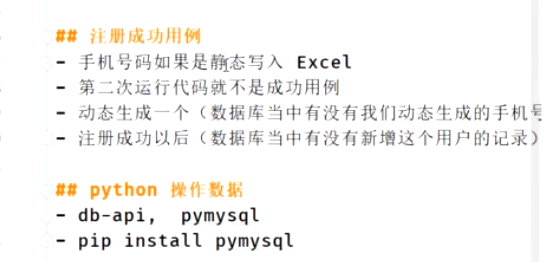 ## 注册成功用例
- 手机号码如果是静态写入 Excel
- 第二次运行代码就不是成功用例
- 动态生成一个（数据库当中有没有我们动态生成的手机号
- 注册成功以后（数据库当中有没有新增这个用户的记录）
## python 操作数据
- db-api, pymysql
- pip install pymysql